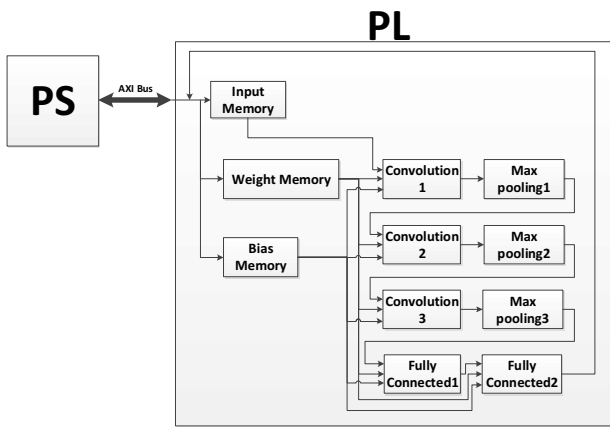 PL
PS
AXI Bus
Input
Memory
Weight Memory
Bias
Memory
Convolution
1
Max
pooling1
Convolution
2
Max
pooling2
Convolution
3
Max
pooling3
Fully
Connected1
Fully
Connected2